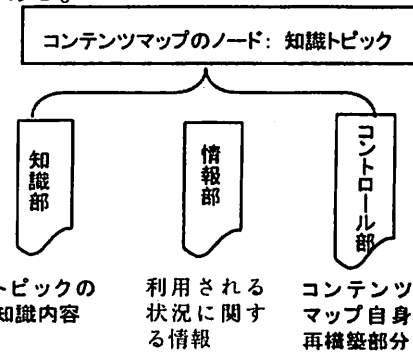 コンテンツマップのノード: 知識トピック
知識部
情報部
コントロール部
トピックの
知識内容
利用される
状況に関す
る情報
コンテンツ
マップ自身
再構築部分